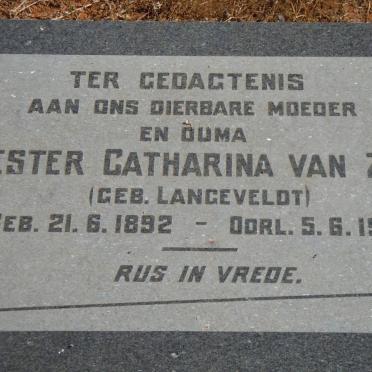 TER GEDAGTENIS
AAN ONS DIERBARE MOEDER
EN OUMA
ESTER CATHARINA VAN
(GEB. LANGEVELDT)
EB. 21.6.1892 - OORL. 5.6.19
RUS IN VREDE.